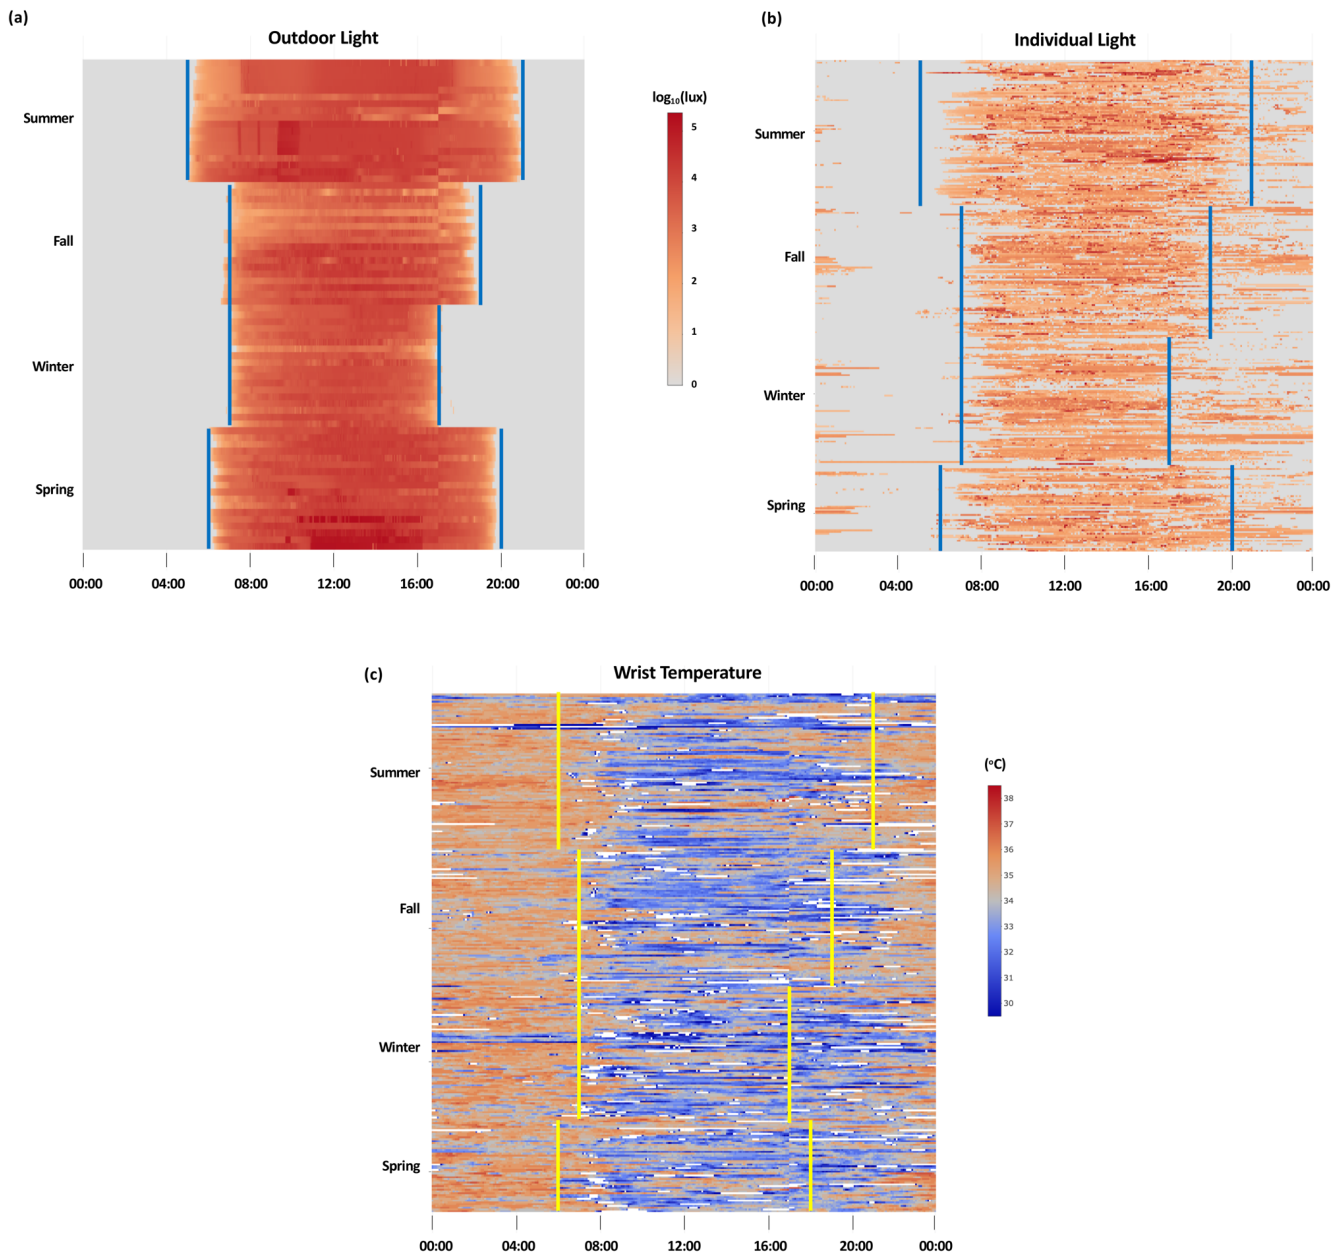 (a)
Outdoor Light
Summer
Fall
Winter
Spring
00:00 04:00 08:00 12:00 16:00 20:00 00:00
log₁₀(lux)
5
4
3
2
1
0
(b)
Individual Light
Summer
Fall
Winter
Spring
00:00 04:00 08:00 12:00 16:00 20:00 00:00
(c)
Wrist Temperature
Summer
Fall
Winter
Spring
00:00 04:00 08:00 12:00 16:00 20:00 00:00
(°C)
38
37
36
35
34
33
32
31
30